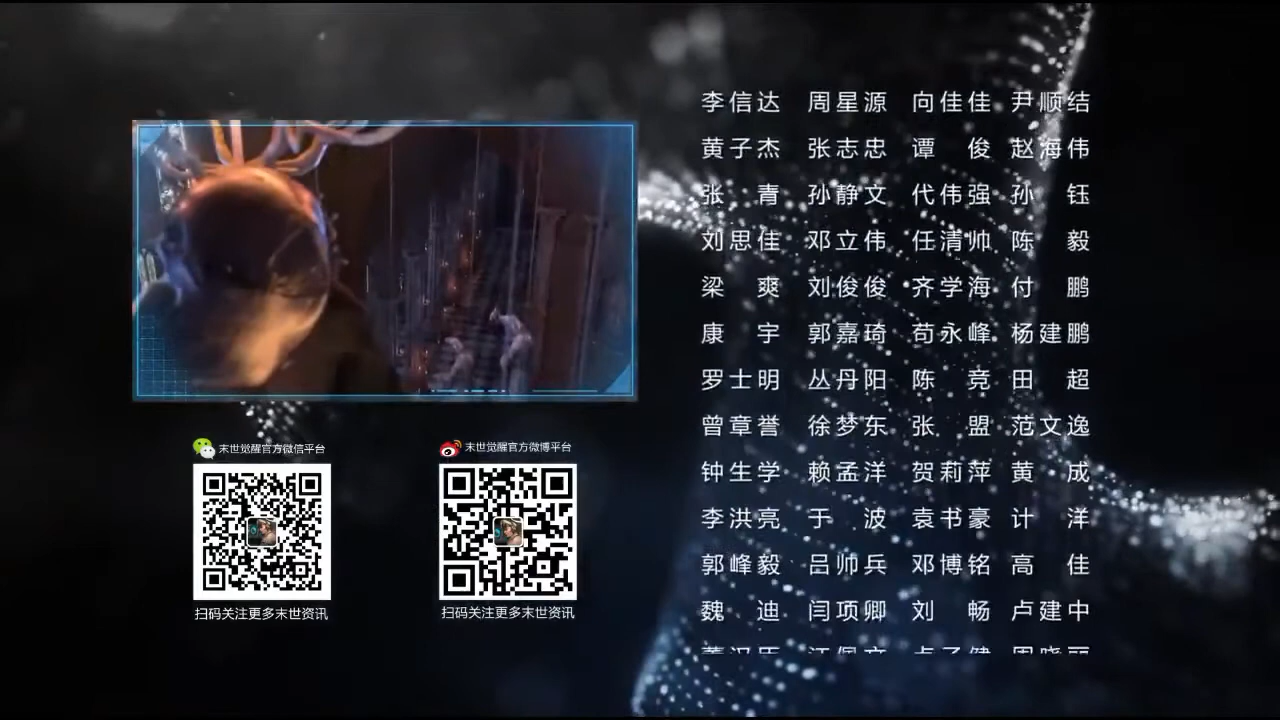 李信达 周星源 向佳佳 尹顺结
黄子杰 张志忠 谭 俊 赵海伟
张 青 孙静文 代伟强 孙 钰
刘思佳 邓立伟 任清帅 陈 毅
梁 爽 刘俊俊 齐学海 付 鹏
康 宇 郭嘉琦 苟永峰 杨建鹏
罗士明 丛丹阳 陈 竞 田 超
曾章誉 徐梦东 张 盟 范文逸
钟生学 赖孟洋 贺莉萍 黄 成
李洪亮 于 波 袁书豪 计 洋
郭峰毅 吕帅兵 邓博铭 高 佳
魏 迪 闫项卿 刘 畅 卢建中
末世觉醒官方微信平台
扫码关注更多末世资讯
末世觉醒官方微博平台
扫码关注更多末世资讯